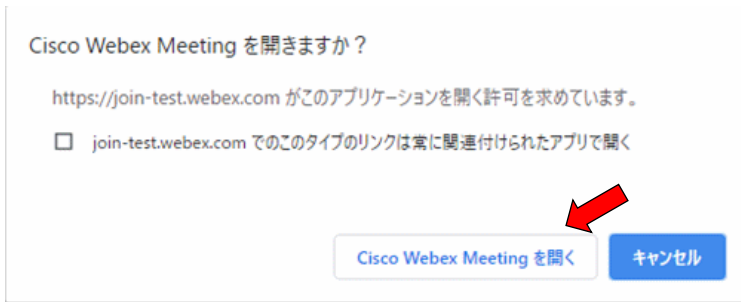 Cisco Webex Meeting を開きますか？
https://join-test.webex.com がこのアプリケーションを開く許可を求めています。
join-test.webex.com でのこのタイプのリンクは常に関連付けられたアプリで開く
Cisco Webex Meeting を開く
キャンセル